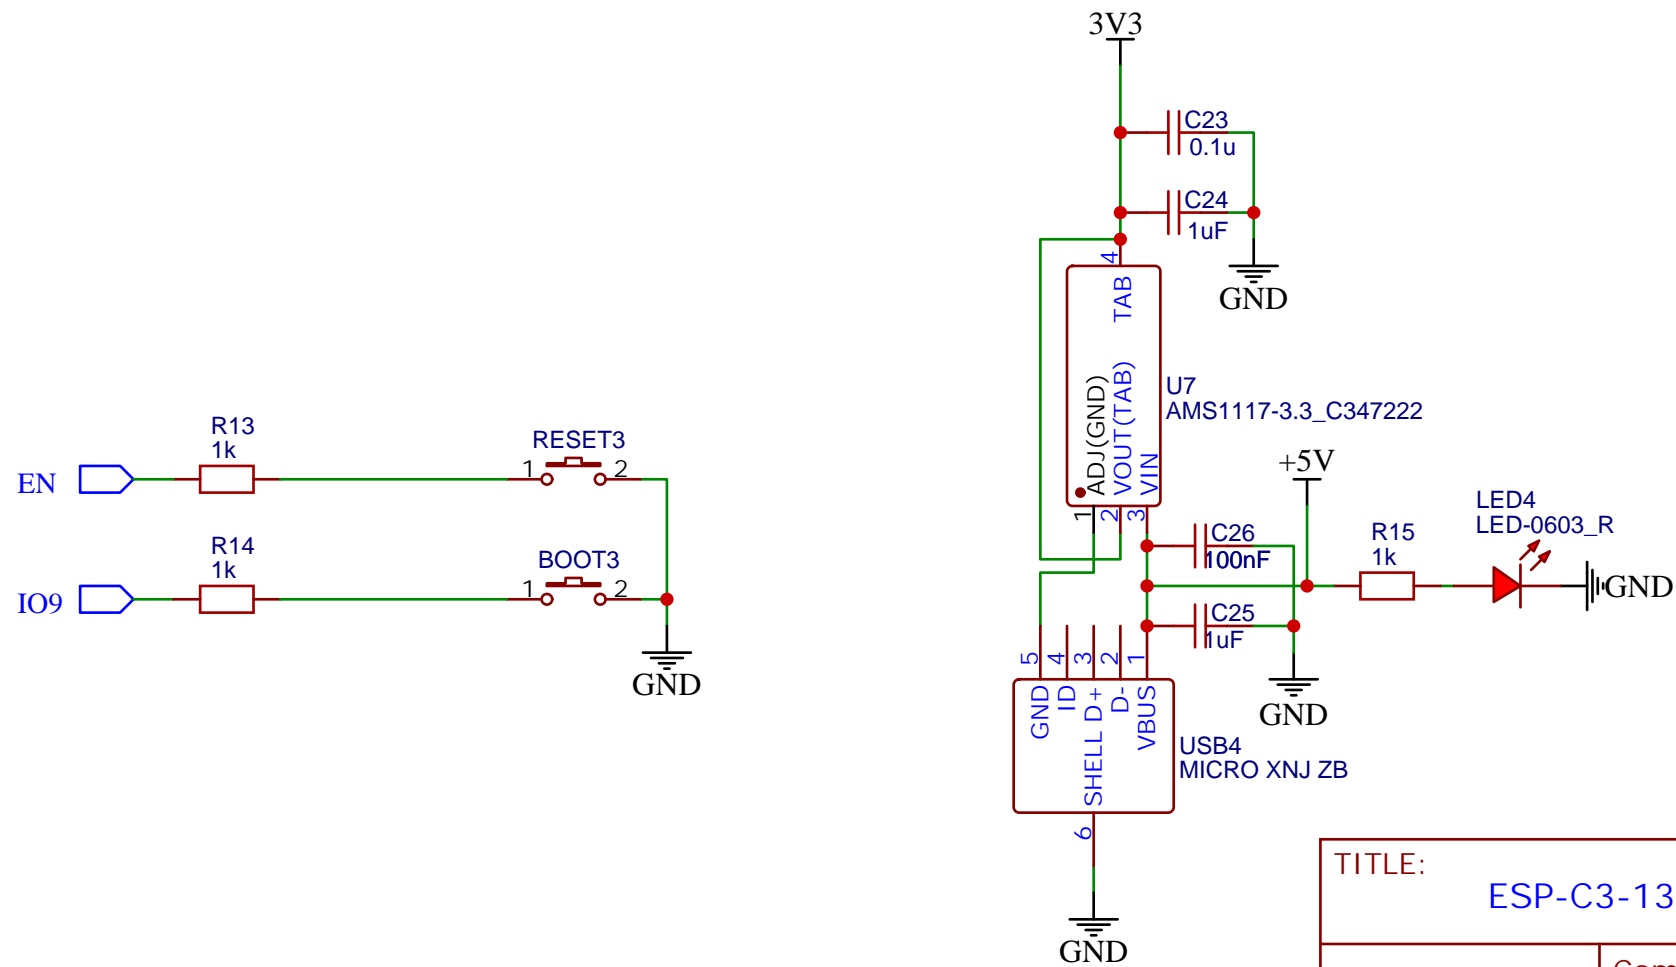 3V3
C23
0.1u
C24
1uF
GND
4
TAB
ADJ(GND)
VOUT(TAB)
VIN
1
2
3
U7
AMS1117-3.3_C347222
EN
R13
1k
RESET3
1
2
IO9
R14
1k
BOOT3
1
2
GND
+5V
C26
100nF
R15
1k
LED4
LED-0603_R
GND
C25
1uF
GND
5
4
3
2
1
GND
ID
D+
D-
VBUS
SHELL
USB4
MICRO XNJ ZB
6
GND
TITLE:
ESP-C3-13